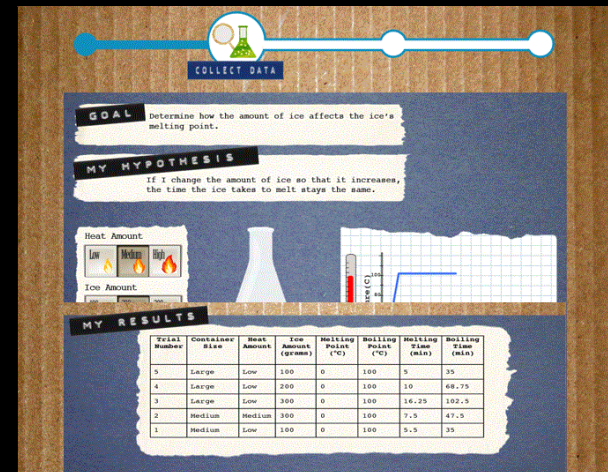 COLLECT DATA
GOAL
Determine how the amount of ice affects the ice's
melting point.
MY HYPOTHESIS
If I change the amount of ice so that it increases,
the time the ice takes to melt stays the same.
Heat Amount
Low Medium High
Ice Amount
100
MY RESULTS
Trial Number Container Size Heat Amount Ice Amount (grams) Melting Point (°C) Boiling Point (°C) Melting Time (min) Boiling Time (min)
5 Large Low 100 0 100 5 35
4 Large Low 200 0 100 10 68.75
3 Large Low 300 0 100 16.25 102.5
2 Medium Medium 300 0 100 7.5 47.5
1 Medium Low 100 0 100 5.5 35